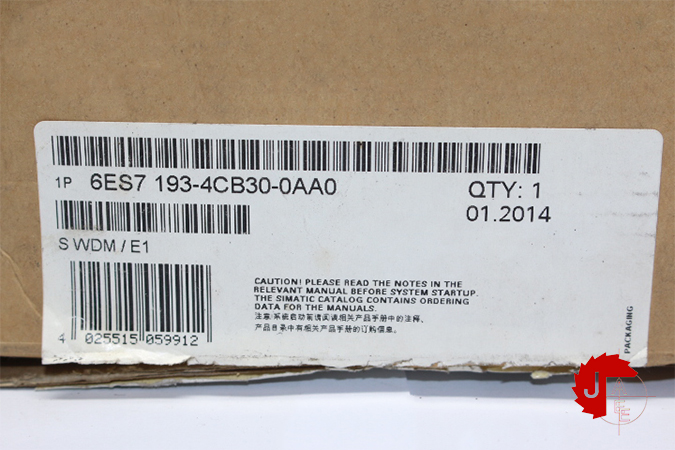 1P 6ES7 193-4CB30-0AA0
QTY: 1
01.2014
S WDM / E1
CAUTION! PLEASE READ THE NOTES IN THE
RELEVANT MANUAL BEFORE SYSTEM STARTUP.
THE SIMATIC CATALOG CONTAINS ORDERING
DATA FOR THE MANUALS.
注意:系统启动前请阅读相关产品手册中的注释、
产品目录中有相关产品手册的订购信息。
4 025515 059912
PACKAGING
J